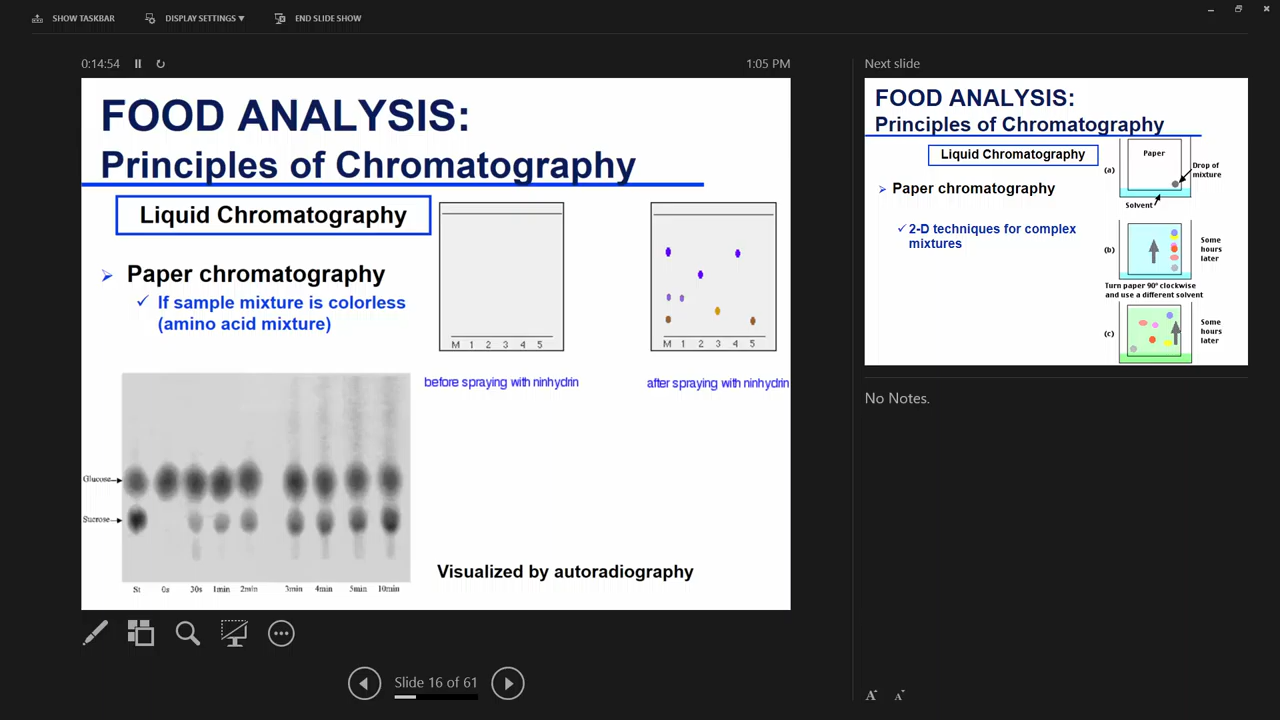 SHOW TASKBAR
DISPLAY SETTINGS ▼
END SLIDE SHOW
0:14:54
1:05 PM
FOOD ANALYSIS:
Principles of Chromatography
Liquid Chromatography
Paper chromatography
If sample mixture is colorless
(amino acid mixture)
M 1 2 3 4 5
before spraying with ninhydrin
M 1 2 3 4 5
after spraying with ninhydrin
Glucose
Sucrose
St 0s 30s 1min 2min 3min 4min 5min 10min
Visualized by autoradiography
Slide 16 of 61
Next slide
FOOD ANALYSIS:
Principles of Chromatography
Liquid Chromatography
Paper chromatography
2-D techniques for complex
mixtures
Paper
(a)
Drop of
mixture
Solvent
(b)
Some
hours
later
Turn paper 90° clockwise
and use a different solvent
(c)
Some
hours
later
No Notes.
A A